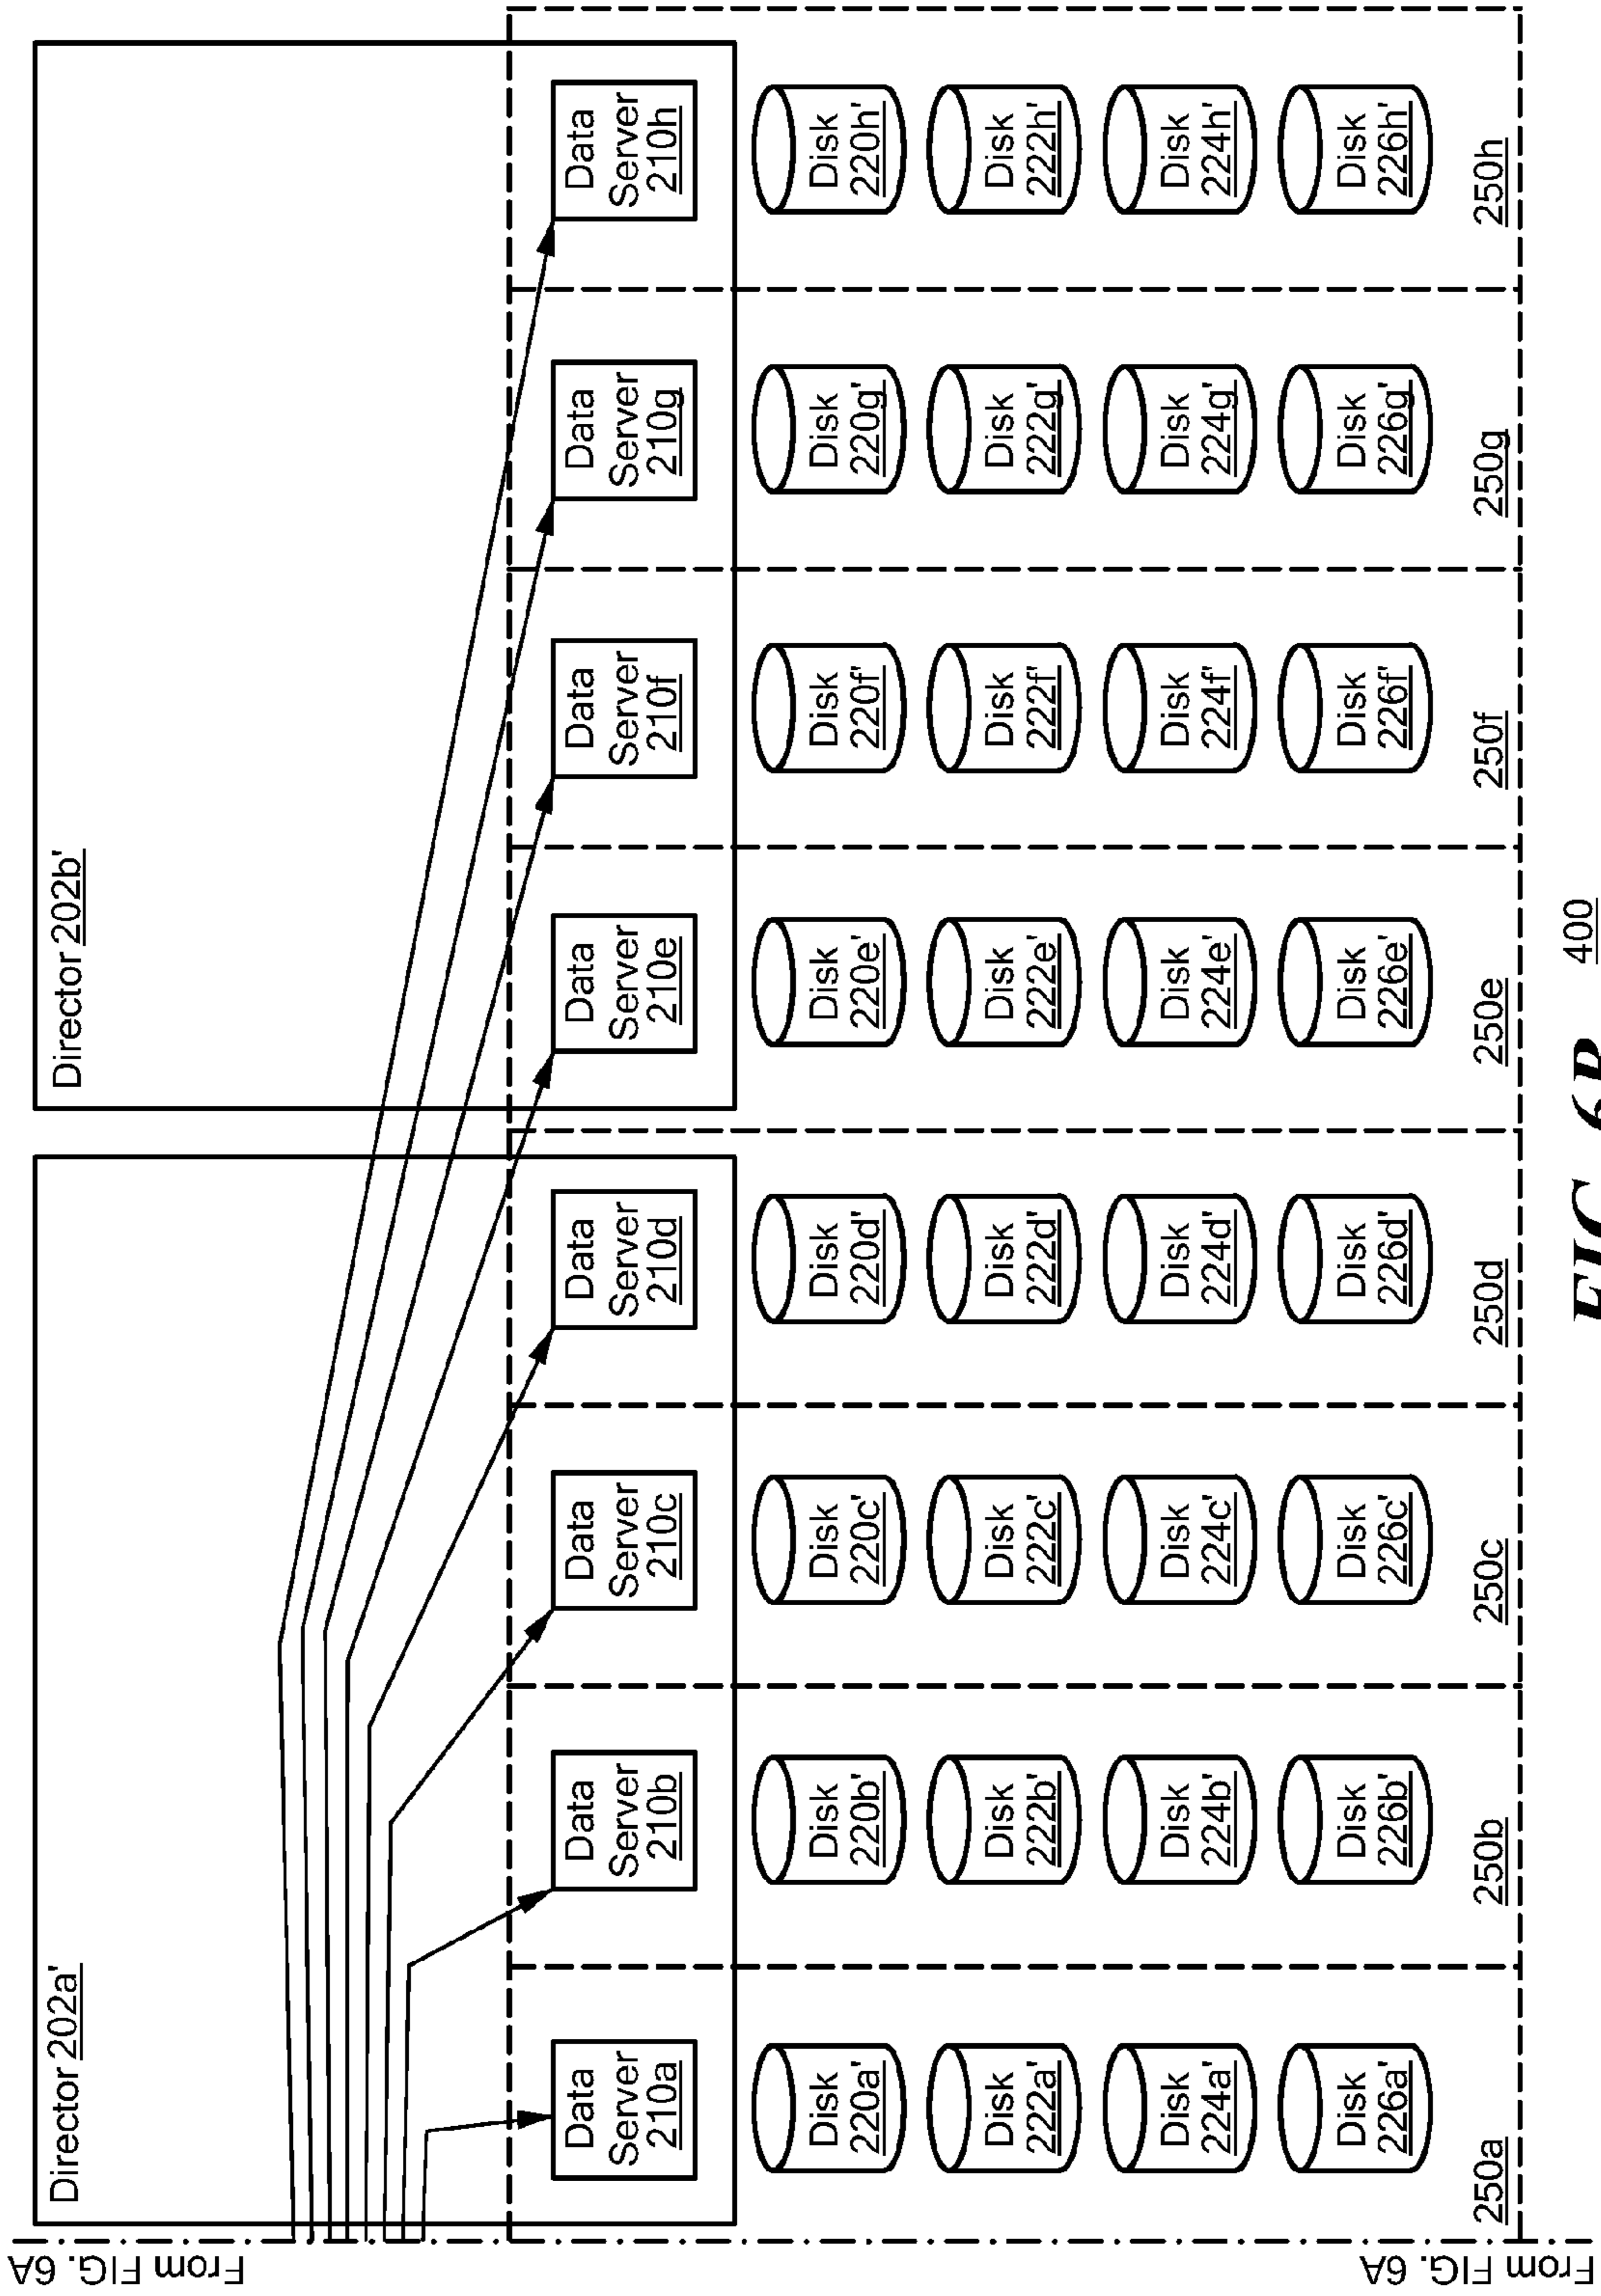 From FIG. 6A
From FIG. 6A
Director 202a'
Director 202b'
Data
Server
210a
Data
Server
210b
Data
Server
210c
Data
Server
210d
Data
Server
210e
Data
Server
210f
Data
Server
210g
Data
Server
210h
Disk
220a'
Disk
220b'
Disk
220c'
Disk
220d'
Disk
220e'
Disk
220f'
Disk
220g'
Disk
220h'
Disk
222a'
Disk
222b'
Disk
222c'
Disk
222d'
Disk
222e'
Disk
222f'
Disk
222g'
Disk
222h'
Disk
224a'
Disk
224b'
Disk
224c'
Disk
224d'
Disk
224e'
Disk
224f'
Disk
224g'
Disk
224h'
Disk
226a'
Disk
226b'
Disk
226c'
Disk
226d'
Disk
226e'
Disk
226f'
Disk
226g'
Disk
226h'
250a
250b
250c
250d
250e
250f
250g
250h
FIG. 6B
400